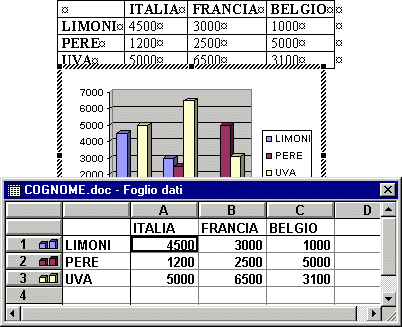 ¤ ITALIA¤ FRANCIA¤ BELGIO¤ ¤
LIMONI¤ 4500¤ 3000¤ 1000¤ ¤
PERE¤ 1200¤ 2500¤ 5000¤ ¤
UVA¤ 5000¤ 6500¤ 3100¤ ¤
7000
6000
5000
4000
3000
2000
LIMONI
PERE
UVA
COGNOME.doc - Foglio dati
A B C D
ITALIA FRANCIA BELGIO
1 LIMONI 4500 3000 1000
2 PERE 1200 2500 5000
3 UVA 5000 6500 3100
4